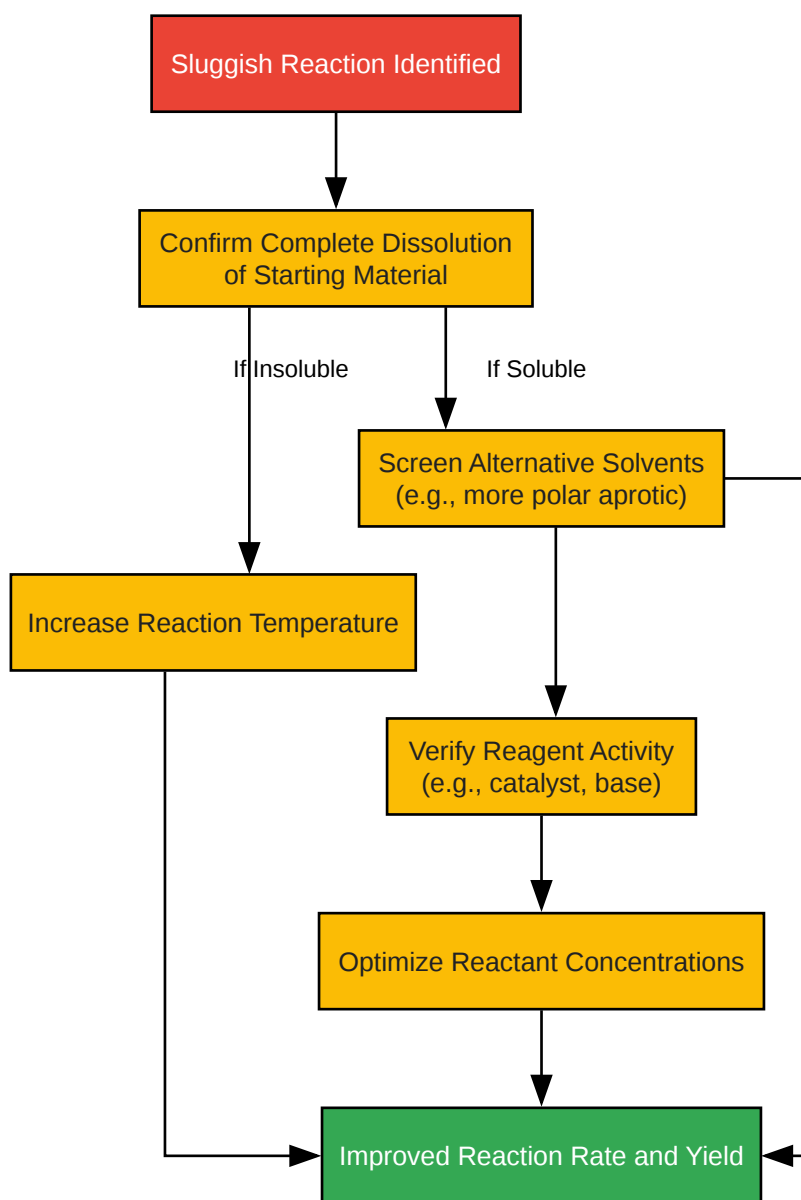 Sluggish Reaction Identified
Confirm Complete Dissolution
of Starting Material
If Insoluble
If Soluble
Screen Alternative Solvents
(e.g., more polar aprotic)
Increase Reaction Temperature
Verify Reagent Activity
(e.g., catalyst, base)
Optimize Reactant Concentrations
Improved Reaction Rate and Yield